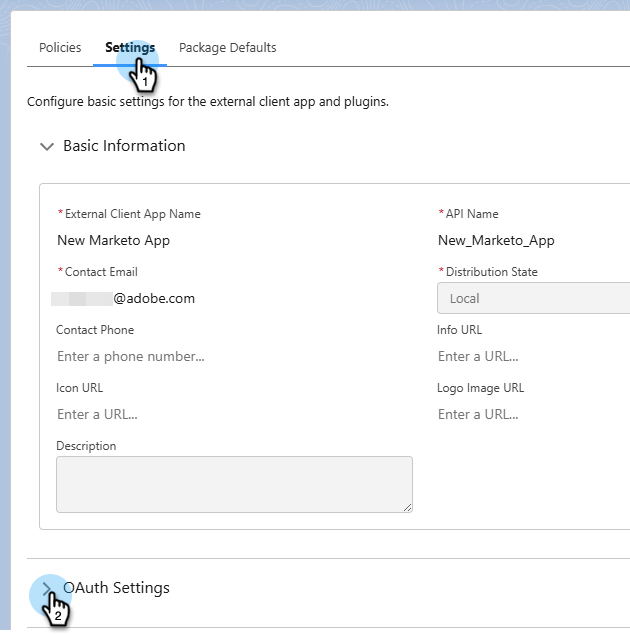 Policies Settings Package Defaults
1
Configure basic settings for the external client app and plugins.
Basic Information
*External Client App Name
*API Name
New Marketo App
New_Marketo_App
*Contact Email
*Distribution State
@adobe.com
Local
Contact Phone
Info URL
Enter a phone number...
Enter a URL...
Icon URL
Logo Image URL
Enter a URL...
Enter a URL...
Description
OAuth Settings
2